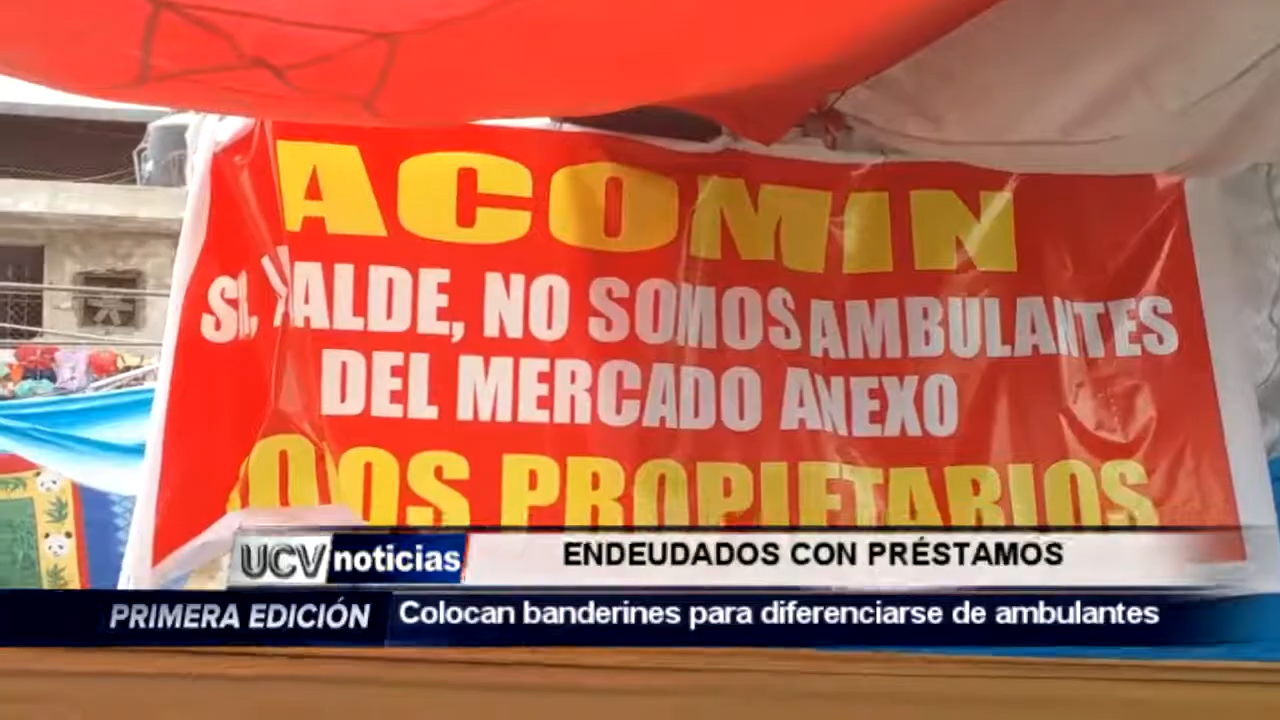 ACOMIN
ALDE, NO SOMOS AMBULANTES
DEL MERCADO ANEXO
PROPIETARIOS
UCV noticias
ENDEUDADOS CON PRÉSTAMOS
PRIMERA EDICIÓN
Colocan banderines para diferenciarse de ambulantes